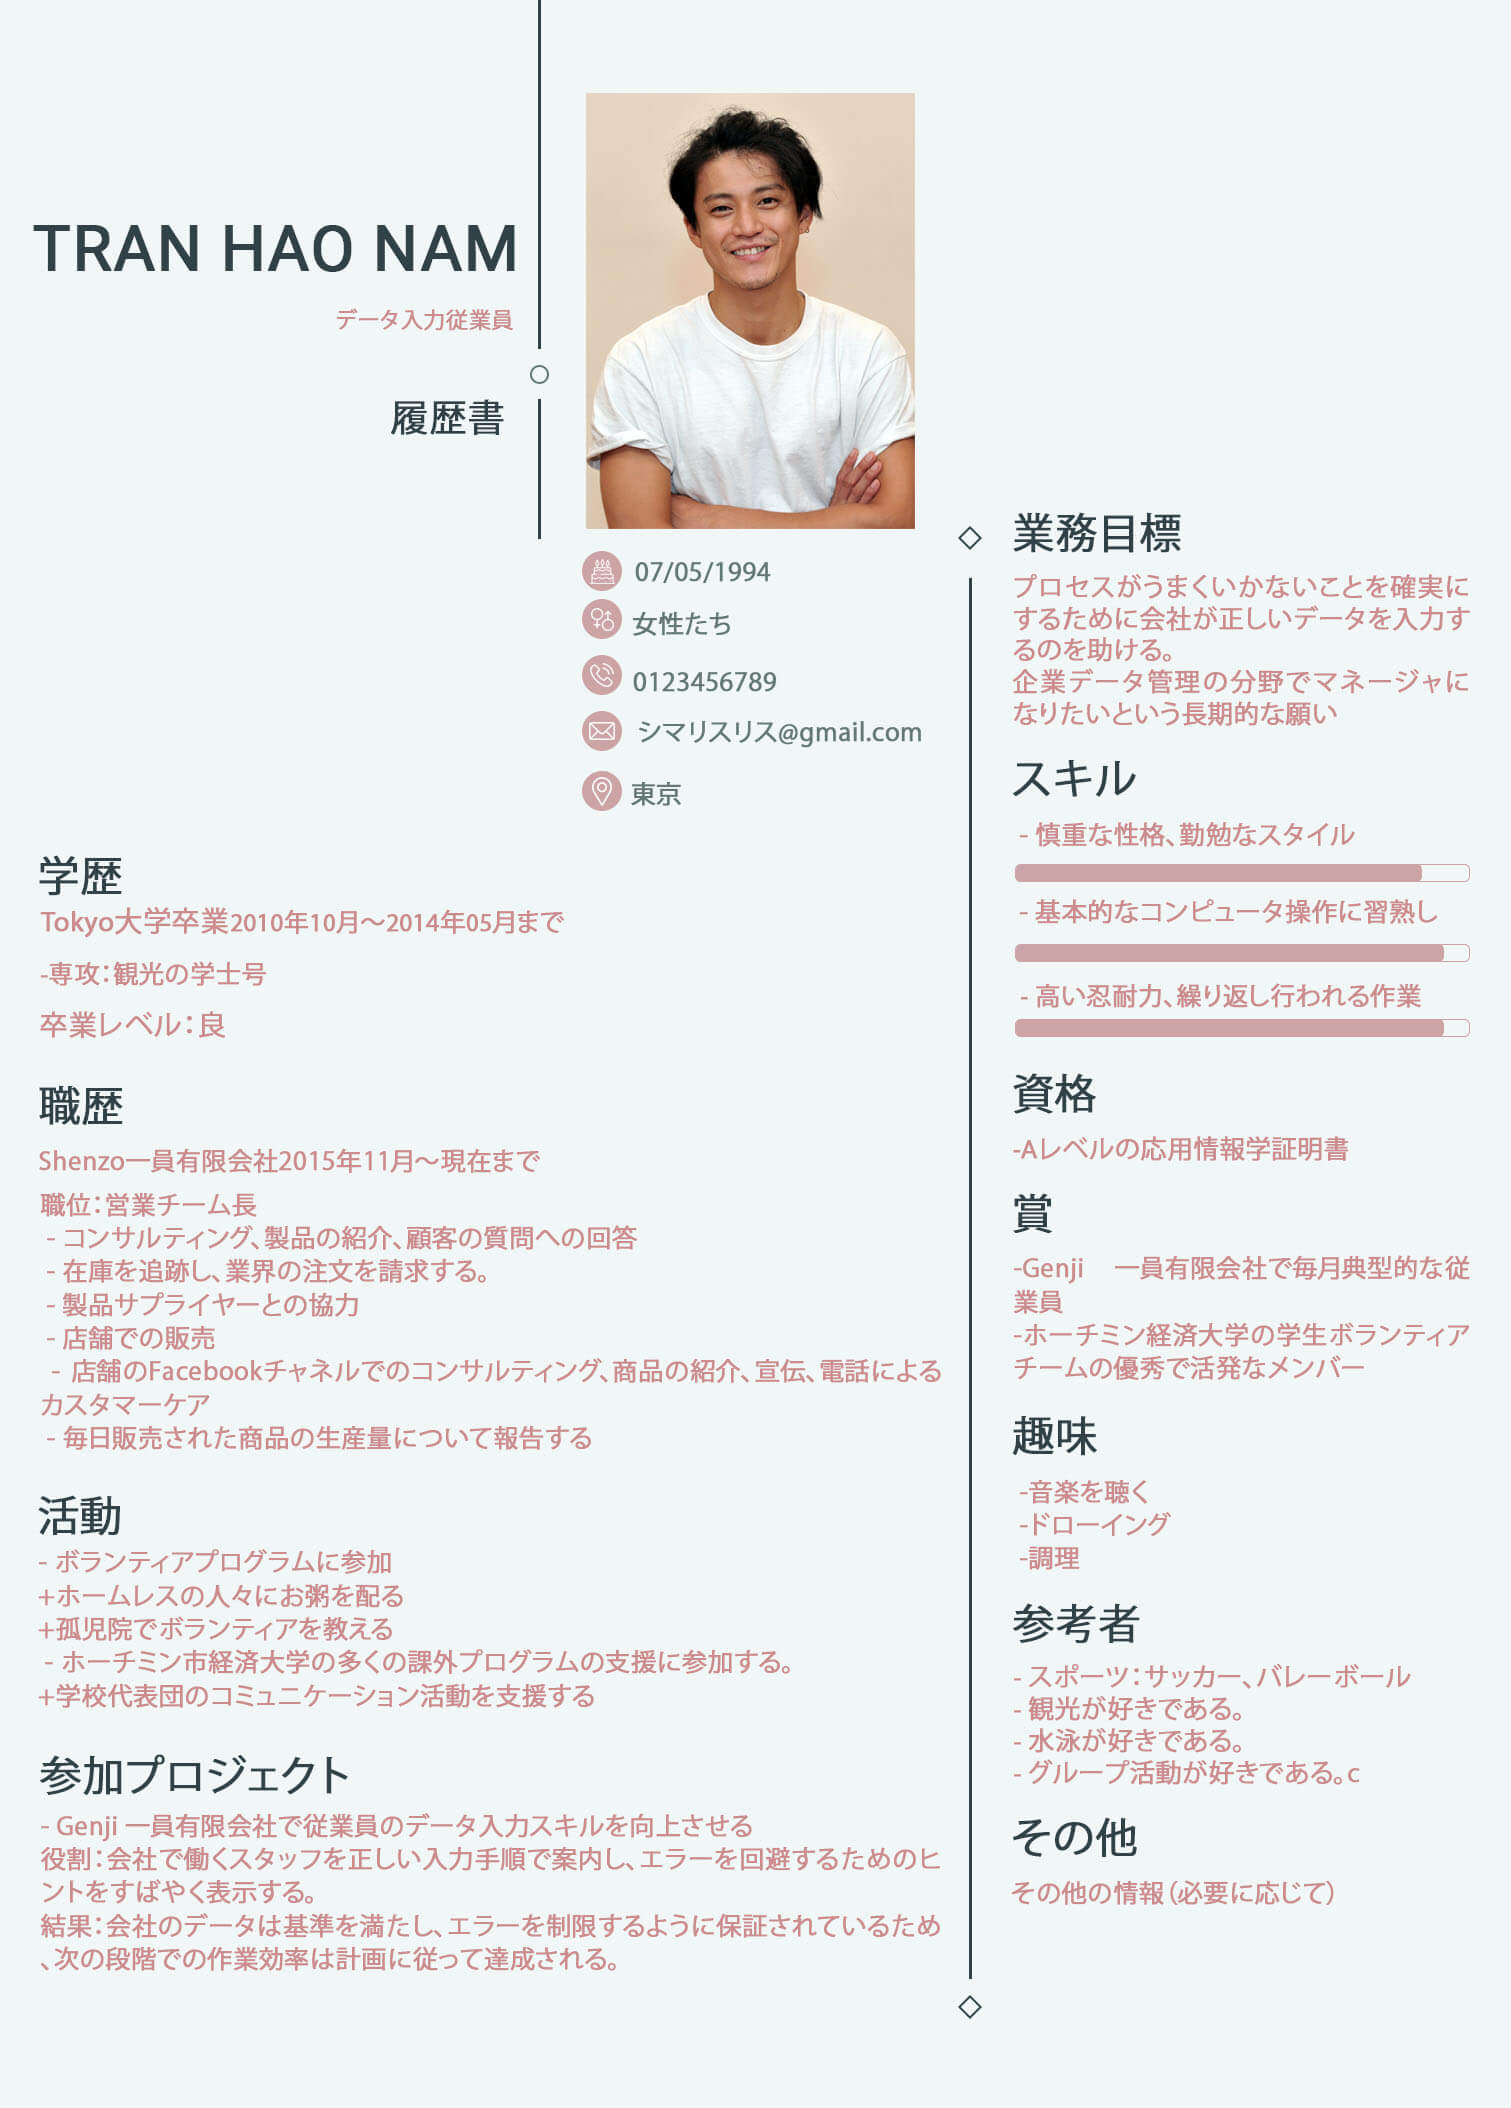 TRAN HAO NAM
データ入力従業員
履歴書
07/05/1994
女性たち
0123456789
シマリスリス@gmail.com
東京
学歴
Tokyo大学卒業2010年10月～2014年05月まで
-専攻：観光の学士号
卒業レベル：良
職歴
Shenzo一員有限会社2015年11月～現在まで
職位：営業チーム長
- コンサルティング、製品の紹介、顧客の質問への回答
- 在庫を追跡し、業界の注文を請求する。
- 製品サプライヤーとの協力
- 店舗での販売
- 店舗のFacebookチャネルでのコンサルティング、商品の紹介、宣伝、電話による
カスタマーケア
- 毎日販売された商品の生産量について報告する
活動
- ボランティアプログラムに参加
+ホームレスの人々にお粥を配る
+孤児院でボランティアを教える
- ホーチミン市経済大学の多くの課外プログラムの支援に参加する。
+学校代表団のコミュニケーション活動を支援する
参加プロジェクト
- Genji 一員有限会社で従業員のデータ入力スキルを向上させる
役割：会社で働くスタッフを正しい入力手順で案内し、エラーを回避するためのヒ
ントをすばやく表示する。
結果：会社のデータは基準を満たし、エラーを制限するように保証されているため
、次の段階での作業効率は計画に従って達成される。
業務目標
プロセスがうまくいかないことを確実に
するために会社が正しいデータを入力す
るのを助ける。
企業データ管理の分野でマネージャに
なりたいという長期的な願い
スキル
- 慎重な性格、勤勉なスタイル
- 基本的なコンピュータ操作に習熟し
- 高い忍耐力、繰り返し行われる作業
資格
-Aレベルの応用情報学証明書
賞
-Genji 一員有限会社で毎月典型的な従
業員
-ホーチミン経済大学の学生ボランティア
チームの優秀で活発なメンバー
趣味
-音楽を聴く
-ドローイング
-調理
参考者
- スポーツ：サッカー、バレーボール
- 観光が好きである。
- 水泳が好きである。
- グループ活動が好きである。c
その他
その他の情報（必要に応じて）